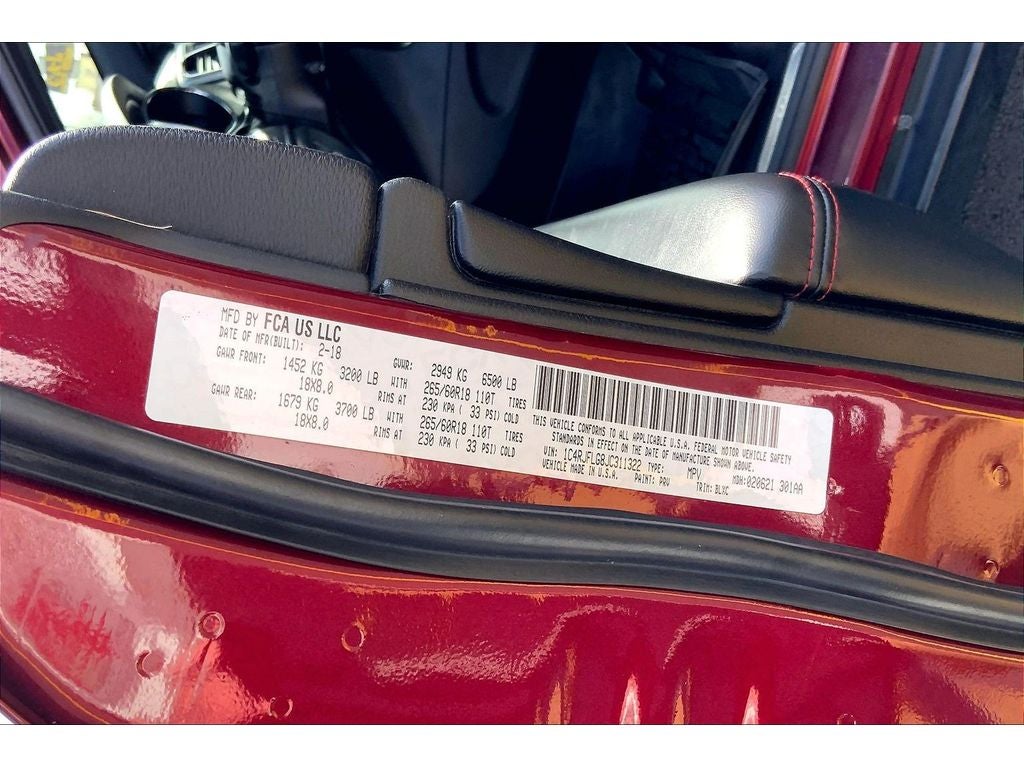 MFD BY FCA US LLC
DATE OF MFR(BUILT): 2-18
GVWR: 2949 KG 6500 LB
GAWR FRONT: 1452 KG 3200 LB WITH 265/60R18 110T TIRES
18X8.0 RIMS AT 230 KPA ( 33 PSI) COLD
GAWR REAR: 1679 KG 3700 LB WITH 265/60R18 110T TIRES
18X8.0 RIMS AT 230 KPA ( 33 PSI) COLD
THIS VEHICLE CONFORMS TO ALL APPLICABLE U.S.A. FEDERAL MOTOR VEHICLE SAFETY
STANDARDS IN EFFECT ON THE DATE OF MANUFACTURE SHOWN ABOVE.
VIN: 1C4RJFLG8JC311322 TYPE: MPV MDH:020621 301AA
VEHICLE MADE IN U.S.A. PAINT: PRV TRIM: BLXC